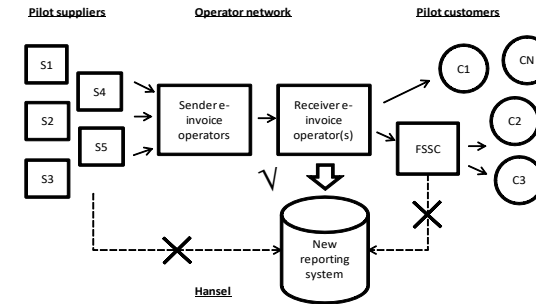 Pilot suppliers
Operator network
Pilot customers
S1
S4
S2
S5
S3
Sender e-
invoice
operators
Receiver e-
invoice
operator(s)
C1
CN
C2
FSSC
C3
√
New
reporting
system
Hansel